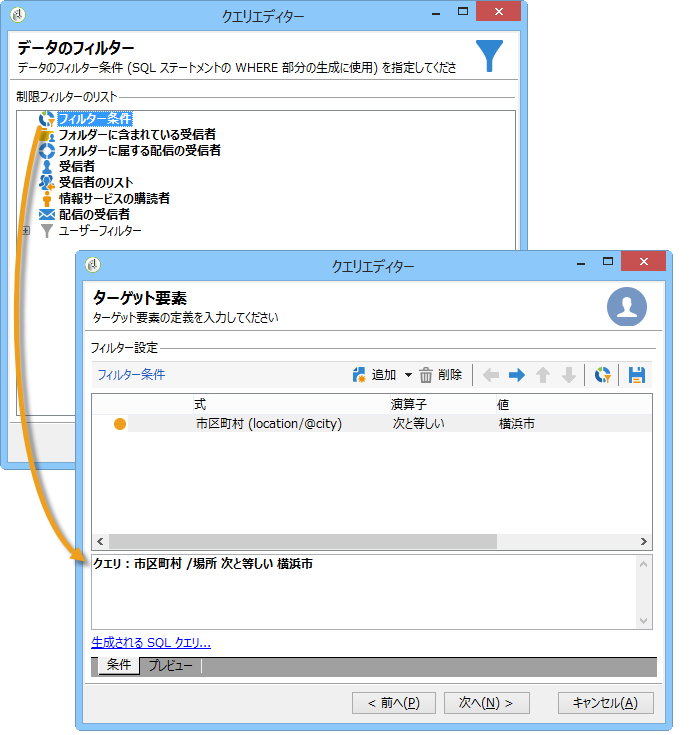 クエリエディター
データのフィルター
データのフィルター条件 (SQL ステートメントの WHERE 部分の生成に使用) を指定してくださ
制限フィルターのリスト
フィルター条件
フォルダーに含まれている受信者
フォルダーに属する配信の受信者
受信者
受信者のリスト
情報サービスの購読者
配信の受信者
ユーザーフィルター
クエリエディター
ターゲット要素
ターゲット要素の定義を入力してください
フィルター設定
フィルター条件 追加 削除
式 演算子 値
市区町村 (location/@city) 次と等しい 横浜市
クエリ : 市区町村 /場所 次と等しい 横浜市
生成される SQL クエリ...
条件 プレビュー
< 前へ(P) 次へ(N) > キャンセル(A)